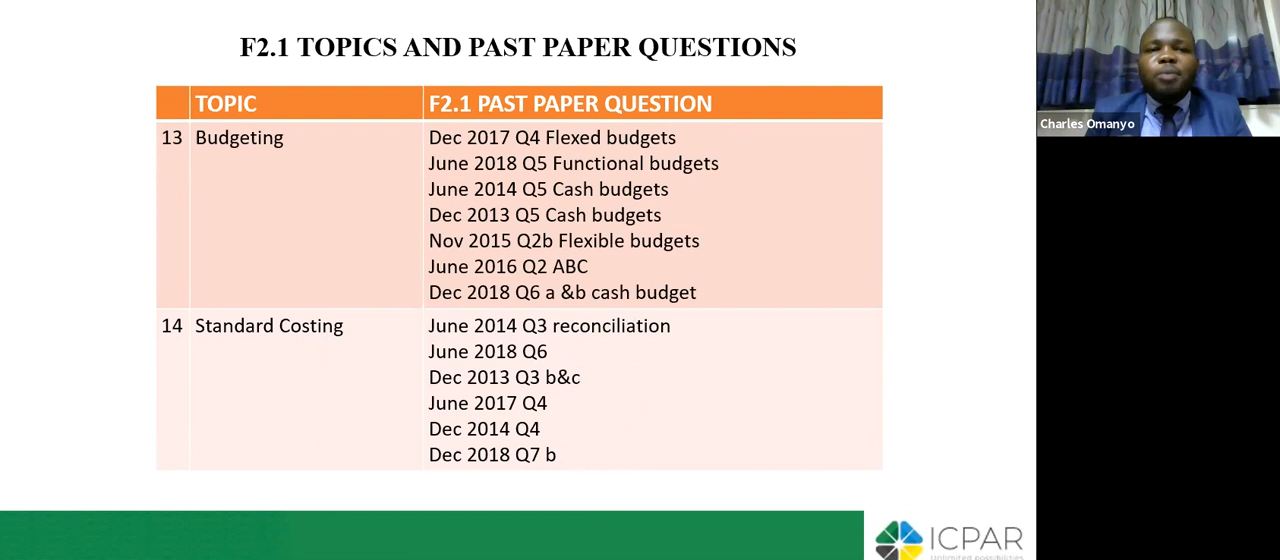 F2.1 TOPICS AND PAST PAPER QUESTIONS
TOPIC F2.1 PAST PAPER QUESTION
13 Budgeting Dec 2017 Q4 Flexed budgets
June 2018 Q5 Functional budgets
June 2014 Q5 Cash budgets
Dec 2013 Q5 Cash budgets
Nov 2015 Q2b Flexible budgets
June 2016 Q2 ABC
Dec 2018 Q6 a &b cash budget
14 Standard Costing June 2014 Q3 reconciliation
June 2018 Q6
Dec 2013 Q3 b&c
June 2017 Q4
Dec 2014 Q4
Dec 2018 Q7 b
Charles Omanyo
ICPAR
Unlimited possibilities